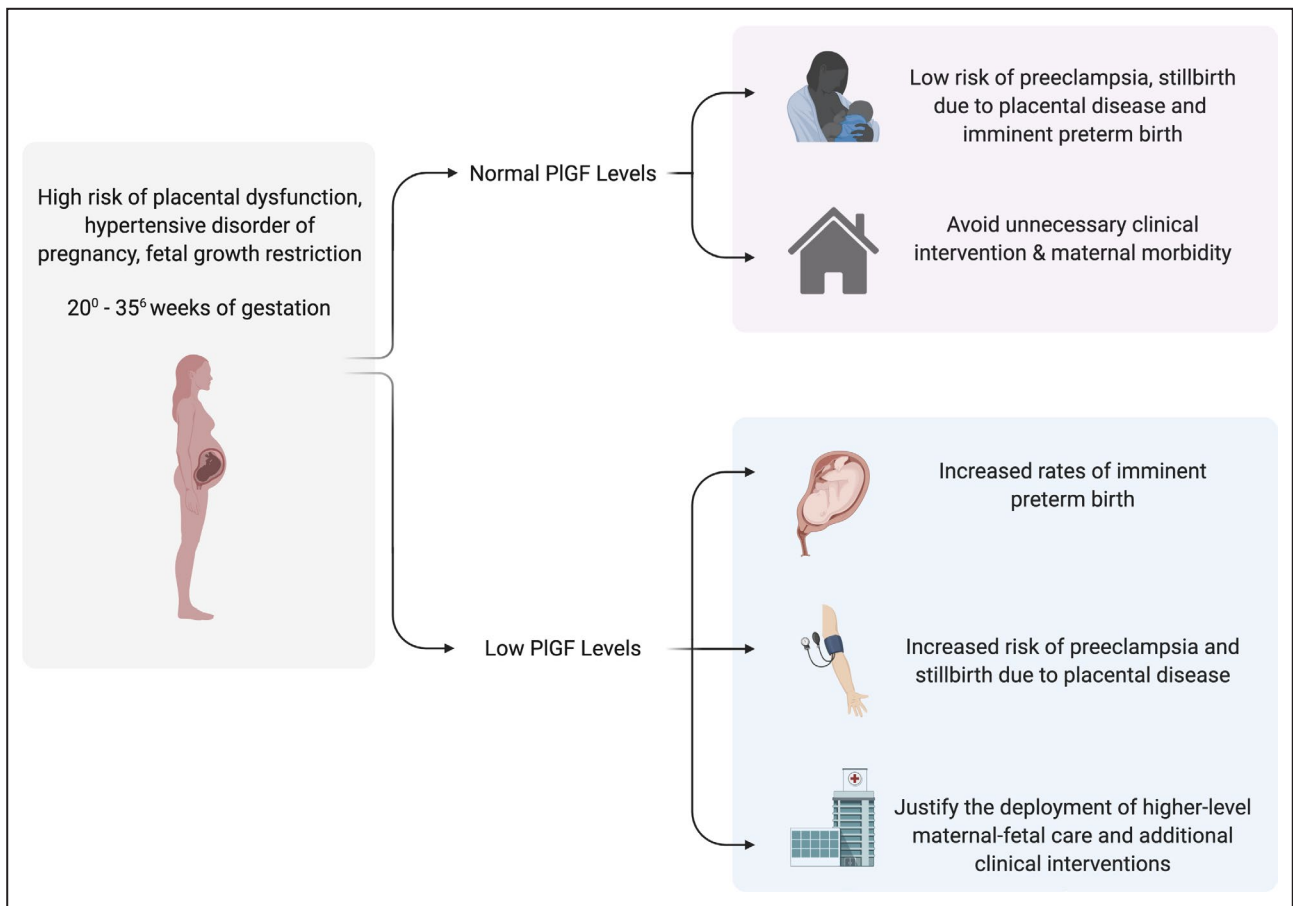 High risk of placental dysfunction,
hypertensive disorder of
pregnancy, fetal growth restriction
20⁰ - 35⁶ weeks of gestation
Normal PlGF Levels
Low risk of preeclampsia, stillbirth
due to placental disease and
imminent preterm birth
Avoid unnecessary clinical
intervention & maternal morbidity
Low PlGF Levels
Increased rates of imminent
preterm birth
Increased risk of preeclampsia and
stillbirth due to placental disease
Justify the deployment of higher-level
maternal-fetal care and additional
clinical interventions